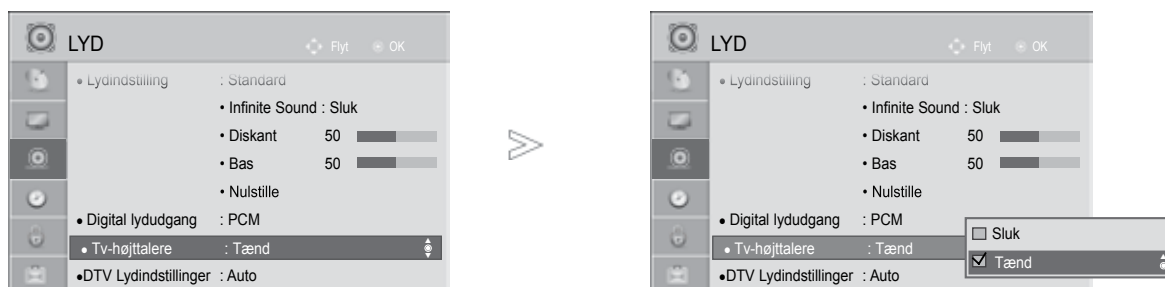 LYD
Flyt OK
• Lydindstilling : Standard
• Infinite Sound : Sluk
• Diskant 50
• Bas 50
• Nulstille
• Digital lydudgang : PCM
• Tv-højttalere : Tænd
•DTV Lydindstillinger : Auto
LYD
Flyt OK
• Lydindstilling : Standard
• Infinite Sound : Sluk
• Diskant 50
• Bas 50
• Nulstille
• Digital lydudgang : PCM
• Tv-højttalere : Tænd
•DTV Lydindstillinger : Auto
Sluk
Tænd